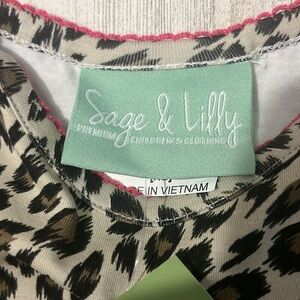 Sage & Lilly
PREMIUM CHILDREN'S CLOTHING
IN VIETNAM